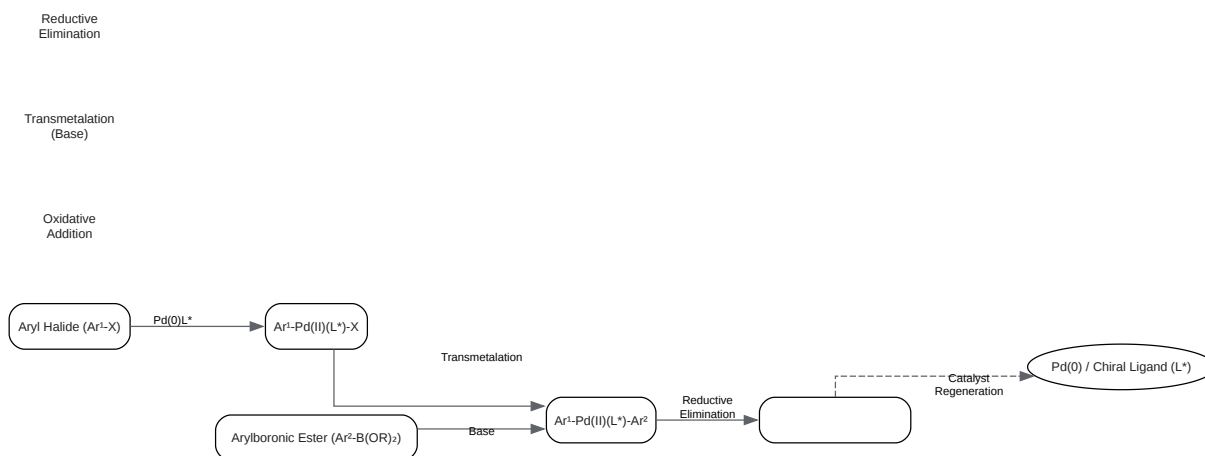 Reductive
Elimination
Transmetalation
(Base)
Oxidative
Addition
Aryl Halide (Ar¹-X)
Pd(0)L*
Ar¹-Pd(II)(L*)-X
Transmetalation
Arylboronic Ester (Ar²-B(OR)₂)
Base
Ar¹-Pd(II)(L*)-Ar²
Reductive
Elimination
Catalyst
Regeneration
Pd(0) / Chiral Ligand (L*)